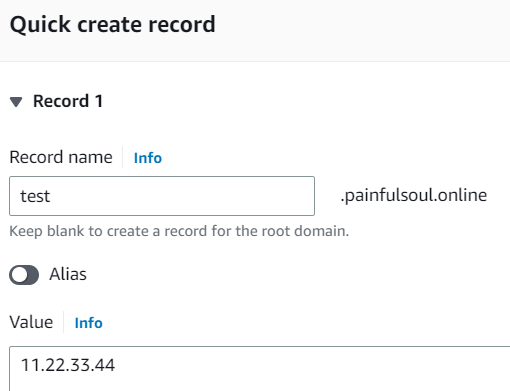 Quick create record
Record 1
Record name Info
test .painfulsoul.online
Keep blank to create a record for the root domain.
Alias
Value Info
11.22.33.44